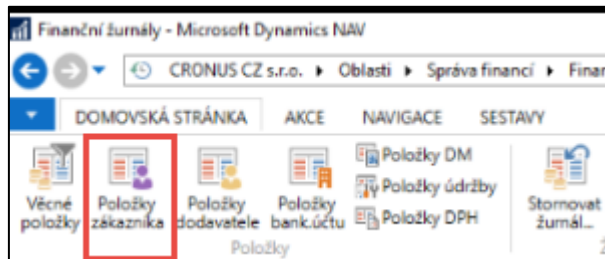 Finanční žurnály - Microsoft Dynamics NAV
CRONUS CZ s.r.o. ▸ Oblasti ▸ Správa financí ▸ Finan
DOMOVSKÁ STRÁNKA AKCE NAVIGACE SESTAVY
Věcné položky
Položky zákazníka
Položky dodavatele
Položky bank.účtu
Položky DM
Položky údržby
Položky DPH
Stornovat žurnál...
Položky